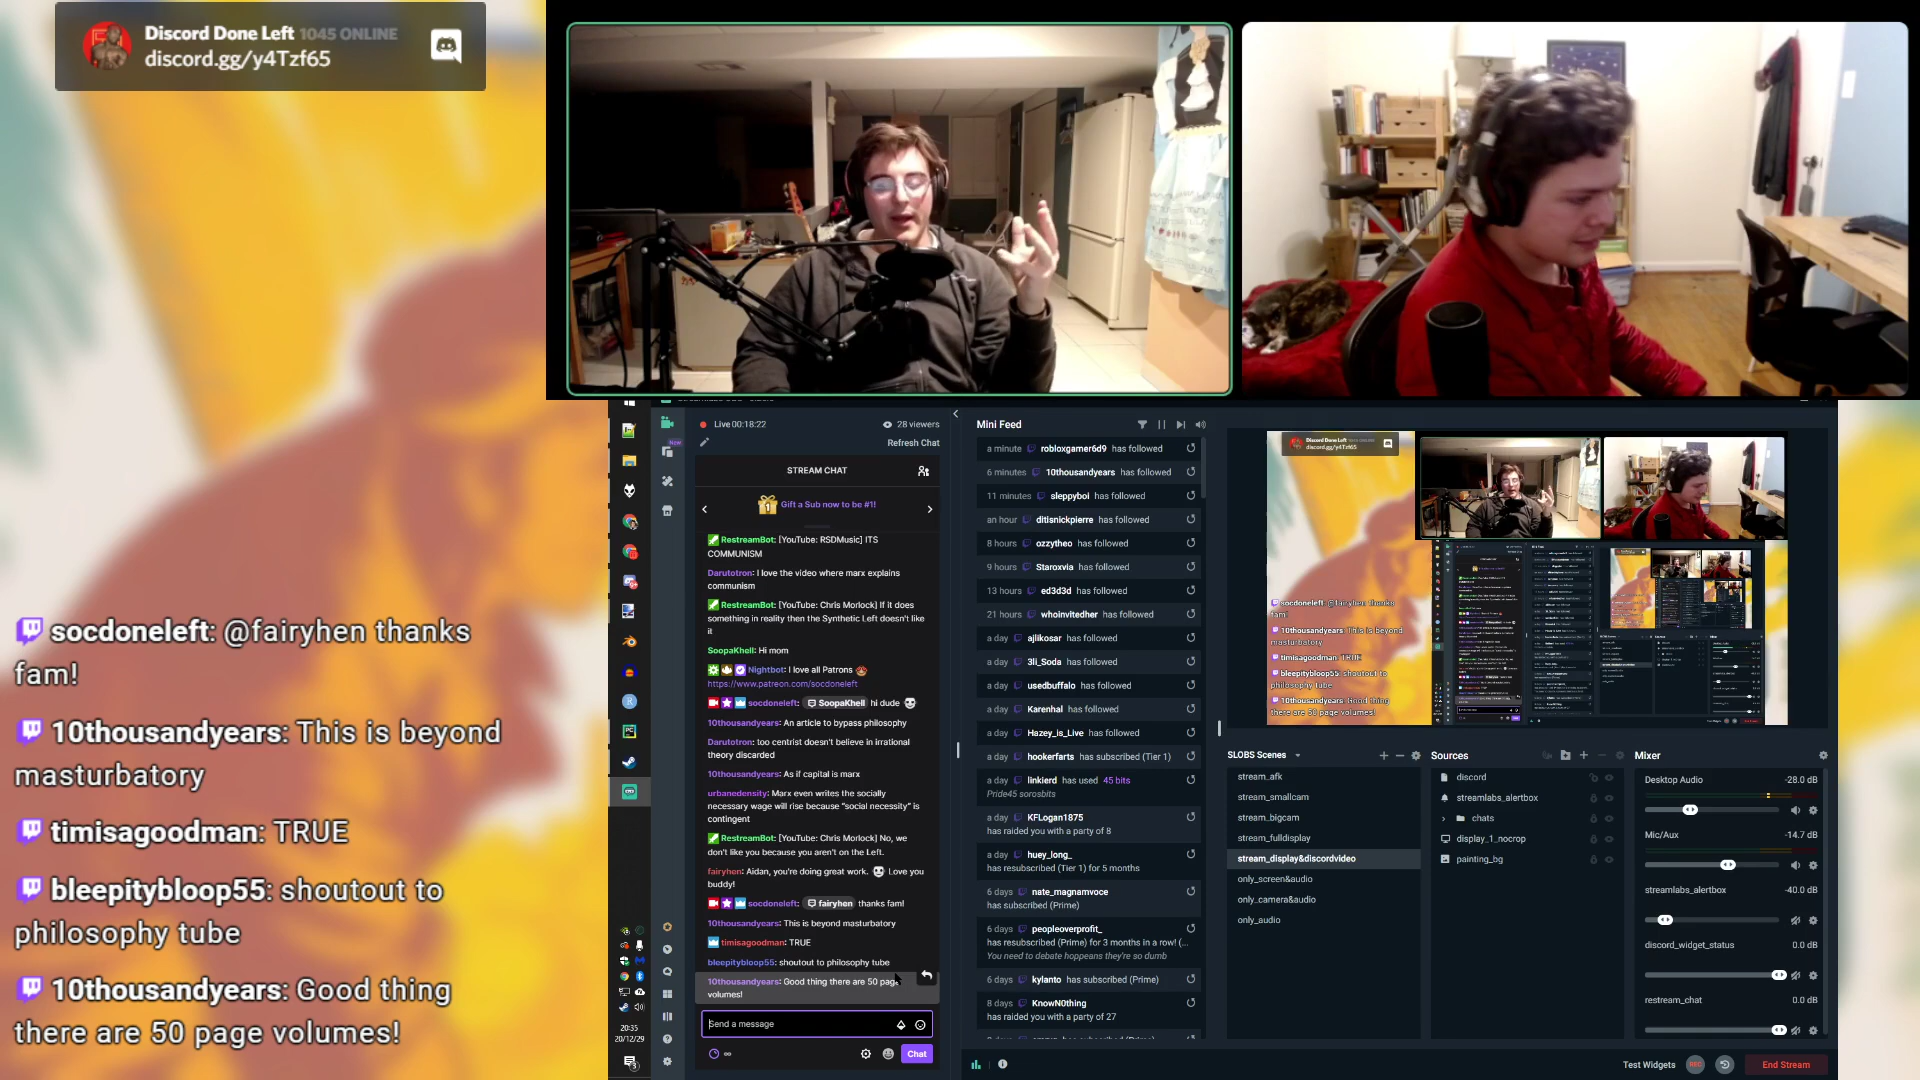 Discord Done Left 1045 ONLINE
discord.gg/y4Tzf65
socdoneleft: @fairyhen thanks
fam!
10thousandyears: This is beyond
masturbatory
timisagoodman: TRUE
bleepitybloop55: shoutout to
philosophy tube
10thousandyears: Good thing
there are 50 page volumes!
Live 00:18:22
28 viewers
Refresh Chat
New
STREAM CHAT
Gift a Sub now to be #1!
RestreamBot: [YouTube: RSDMusic] ITS
COMMUNISM
Darutotron: I love the video where marx explains
communism
RestreamBot: [YouTube: Chris Morlock] If it does
something in reality then the Synthetic Left doesn't like
it
SoopaKhell: Hi mom
Nightbot: I love all Patrons
https://www.patreon.com/socdoneleft
socdoneleft: SoopaKhell hi dude
10thousandyears: An article to bypass philosophy
Darutotron: too centrist doesn't believe in irrational
theory discarded
10thousandyears: As if capital is marx
urbanedensity: Marx even writes the socially
necessary wage will rise because "social necessity" is
contingent
RestreamBot: [YouTube: Chris Morlock] No, we
don't like you because you aren't on the Left.
fairyhen: Aidan, you're doing great work. Love you
buddy!
socdoneleft: fairyhen thanks fam!
10thousandyears: This is beyond masturbatory
timisagoodman: TRUE
bleepitybloop55: shoutout to philosophy tube
10thousandyears: Good thing there are 50 page
volumes!
Send a message
Chat
20:35
20/12/29
Mini Feed
a minute robloxgamer6d9 has followed
6 minutes 10thousandyears has followed
11 minutes sleppyboi has followed
an hour ditisnickpierre has followed
8 hours ozzytheo has followed
9 hours Staroxvia has followed
13 hours ed3d3d has followed
21 hours whoinvitedher has followed
a day ajlikosar has followed
a day 3li_Soda has followed
a day usedbuffalo has followed
a day Karenhal has followed
a day Hazey_is_Live has followed
a day hookerfarts has subscribed (Tier 1)
a day linkierd has used 45 bits
Pride45 sorosbits
a day KFLogan1875
has raided you with a party of 8
a day huey_long_
has resubscribed (Tier 1) for 5 months
6 days nate_magnamvoce
has subscribed (Prime)
6 days peopleoverprofit_
has resubscribed (Prime) for 3 months in a row! (...
You need to debate hoppeans they're so dumb
6 days kylanto has subscribed (Prime)
8 days KnowN0thing
has raided you with a party of 27
SLOBS Scenes
stream_afk
stream_smallcam
stream_bigcam
stream_fulldisplay
stream_display&discordvideo
only_screen&audio
only_camera&audio
only_audio
Sources
discord
streamlabs_alertbox
chats
display_1_nocrop
painting_bg
Mixer
Desktop Audio -28.0 dB
Mic/Aux -14.7 dB
streamlabs_alertbox -40.0 dB
discord_widget_status 0.0 dB
restream_chat 0.0 dB
Test Widgets
REC
End Stream